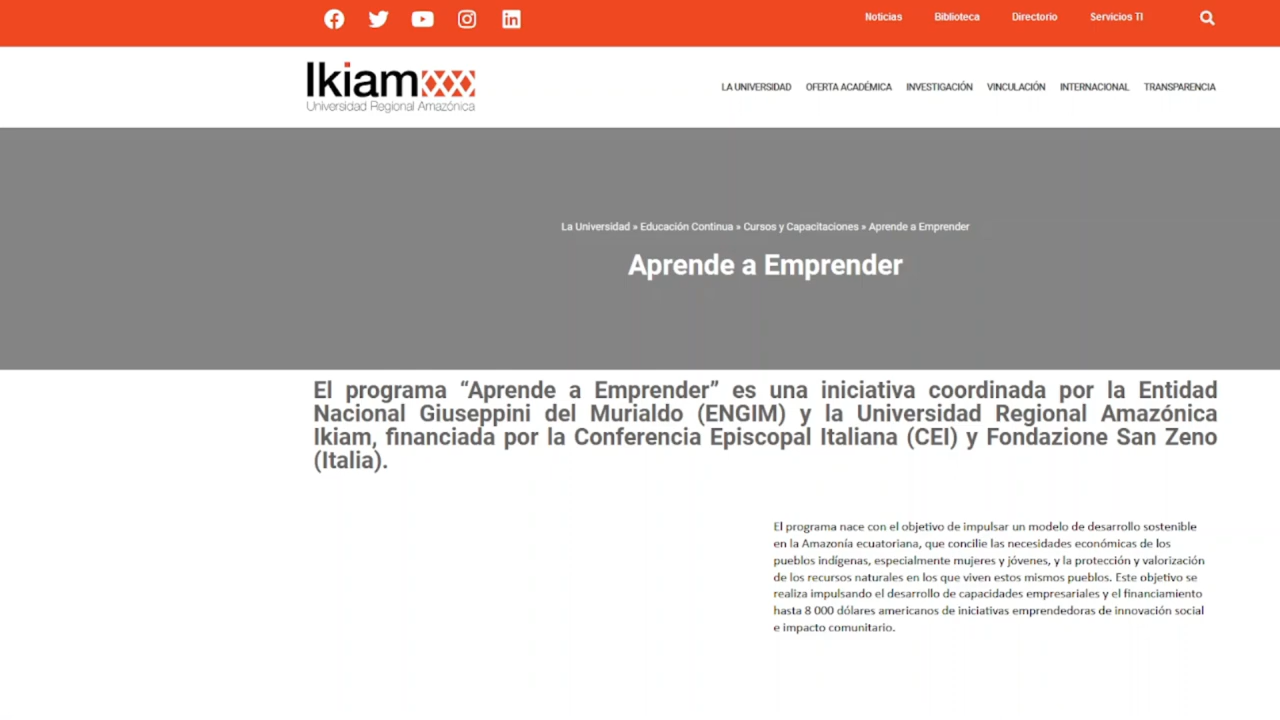 Noticias Biblioteca Directorio Servicios TI
Ikiam
Universidad Regional Amazónica
LA UNIVERSIDAD OFERTA ACADÉMICA INVESTIGACIÓN VINCULACIÓN INTERNACIONAL TRANSPARENCIA
La Universidad » Educación Continua » Cursos y Capacitaciones » Aprende a Emprender
Aprende a Emprender
El programa “Aprende a Emprender” es una iniciativa coordinada por la Entidad
Nacional Giuseppini del Murialdo (ENGIM) y la Universidad Regional Amazónica
Ikiam, financiada por la Conferencia Episcopal Italiana (CEI) y Fondazione San Zeno
(Italia).
El programa nace con el objetivo de impulsar un modelo de desarrollo sostenible
en la Amazonía ecuatoriana, que concilie las necesidades económicas de los
pueblos indígenas, especialmente mujeres y jóvenes, y la protección y valorización
de los recursos naturales en los que viven estos mismos pueblos. Este objetivo se
realiza impulsando el desarrollo de capacidades empresariales y el financiamiento
hasta 8 000 dólares americanos de iniciativas emprendedoras de innovación social
e impacto comunitario.